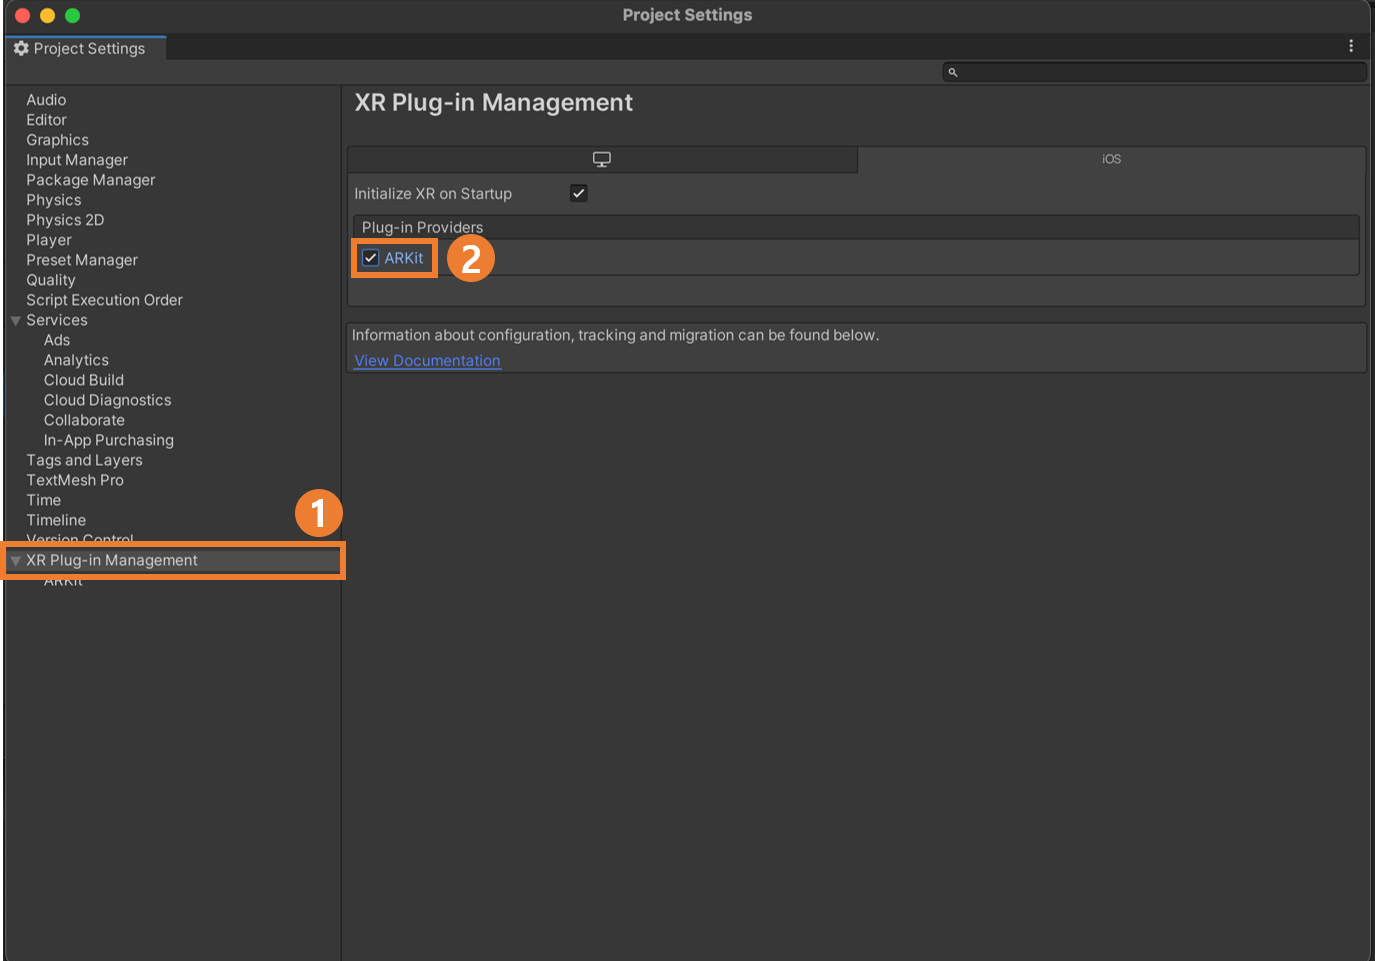 Project Settings
Project Settings
Audio
Editor
Graphics
Input Manager
Package Manager
Physics
Physics 2D
Player
Preset Manager
Quality
Script Execution Order
Services
Ads
Analytics
Cloud Build
Cloud Diagnostics
Collaborate
In-App Purchasing
Tags and Layers
TextMesh Pro
Time
Timeline
1
Version Control
XR Plug-in Management
ARKit
XR Plug-in Management
iOS
Initialize XR on Startup
Plug-in Providers
ARKit
2
Information about configuration, tracking and migration can be found below.
View Documentation